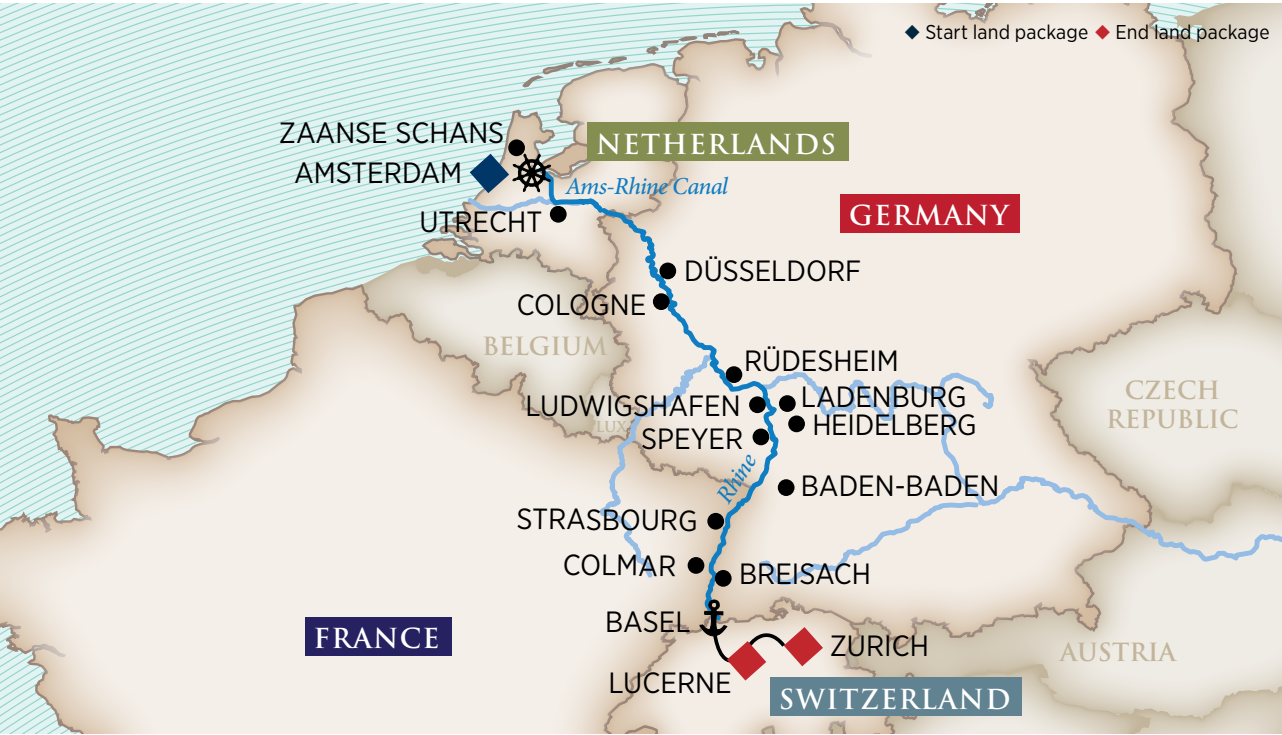 Start land package
End land package
ZAANSE SCHANS
NETHERLANDS
AMSTERDAM
Ams-Rhine Canal
UTRECHT
GERMANY
DÜSSELDORF
COLOGNE
BELGIUM
RÜDESHEIM
CZECH
REPUBLIC
LUDWIGSHAFEN
LADENBURG
LUX
HEIDELBERG
SPEYER
Rhine
BADEN-BADEN
STRASBOURG
COLMAR
BREISACH
BASEL
FRANCE
ZURICH
AUSTRIA
LUCERNE
SWITZERLAND